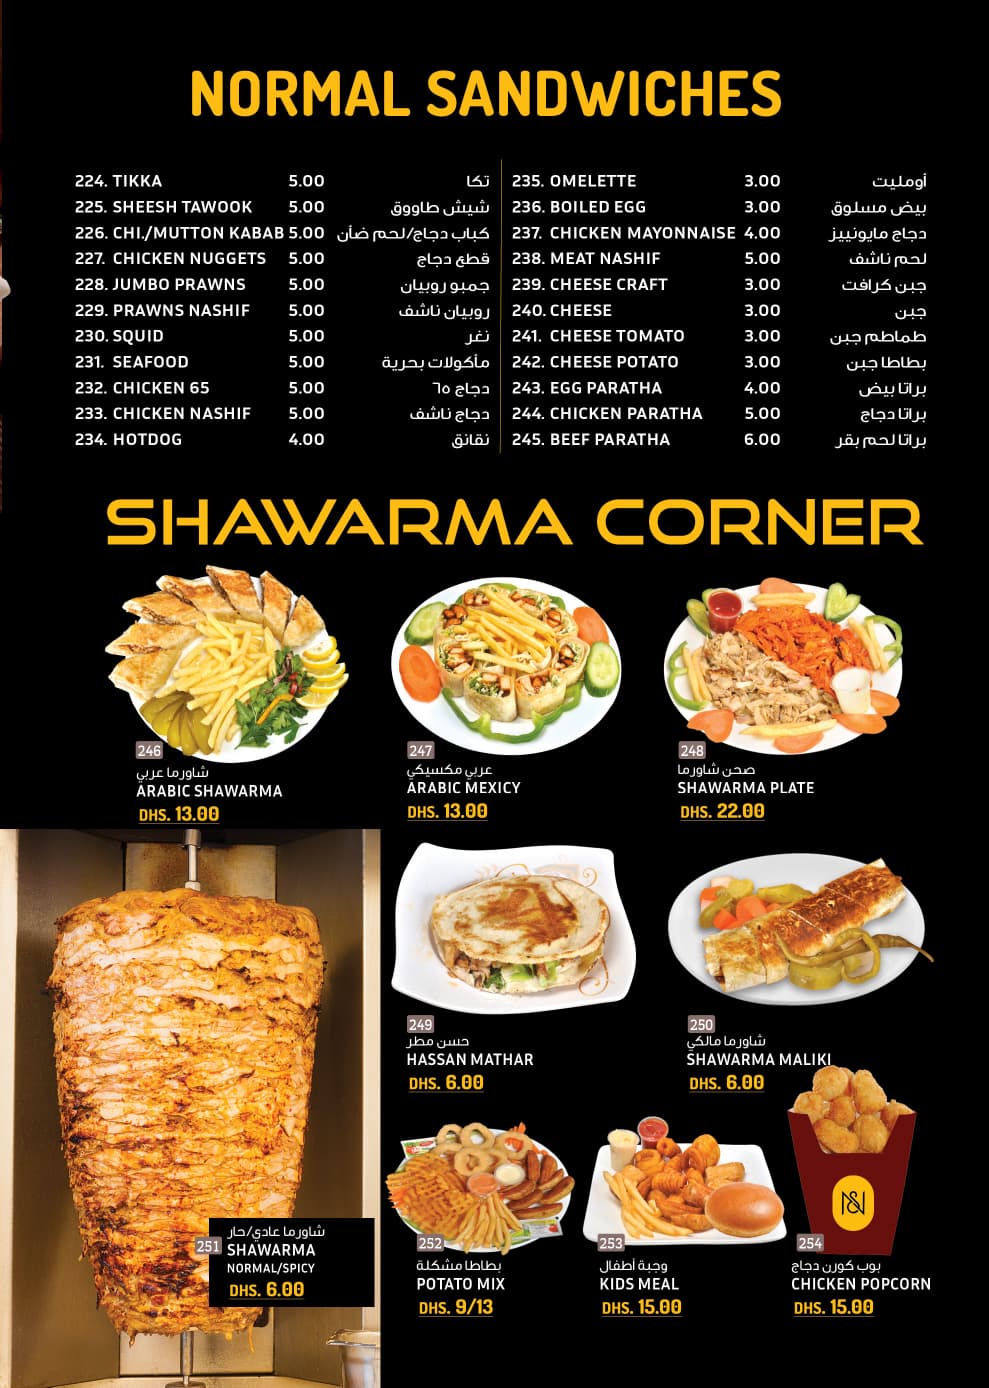 NORMAL SANDWICHES
224. TIKKA 5.00 تكا
225. SHEESH TAWOOK 5.00 شيش طاووق
226. CHI./MUTTON KABAB 5.00 كباب دجاج/لحم ضأن
227. CHICKEN NUGGETS 5.00 قطع دجاج
228. JUMBO PRAWNS 5.00 جمبو روبيان
229. PRAWNS NASHIF 5.00 روبيان ناشف
230. SQUID 5.00 نغر
231. SEAFOOD 5.00 مأكولات بحرية
232. CHICKEN 65 5.00 دجاج ٦٥
233. CHICKEN NASHIF 5.00 دجاج ناشف
234. HOTDOG 4.00 نقانق
235. OMELETTE 3.00 أومليت
236. BOILED EGG 3.00 بيض مسلوق
237. CHICKEN MAYONNAISE 4.00 دجاج مايونييز
238. MEAT NASHIF 5.00 لحم ناشف
239. CHEESE CRAFT 3.00 جبن كرافت
240. CHEESE 3.00 جبن
241. CHEESE TOMATO 3.00 طماطم جبن
242. CHEESE POTATO 3.00 بطاطا جبن
243. EGG PARATHA 4.00 براتا بيض
244. CHICKEN PARATHA 5.00 براتا دجاج
245. BEEF PARATHA 6.00 براتا لحم بقر
SHAWARMA CORNER
246
شاورما عربي
ARABIC SHAWARMA
DHS. 13.00
247
عربي مكسيكي
ARABIC MEXICY
DHS. 13.00
248
صحن شاورما
SHAWARMA PLATE
DHS. 22.00
249
حسن مطر
HASSAN MATHAR
DHS. 6.00
250
شاورما مالكي
SHAWARMA MALIKI
DHS. 6.00
251
شاورما عادي/حار
SHAWARMA
NORMAL/SPICY
DHS. 6.00
252
بطاطا مشكلة
POTATO MIX
DHS. 9/13
253
وجبة أطفال
KIDS MEAL
DHS. 15.00
254
بوب كورن دجاج
CHICKEN POPCORN
DHS. 15.00